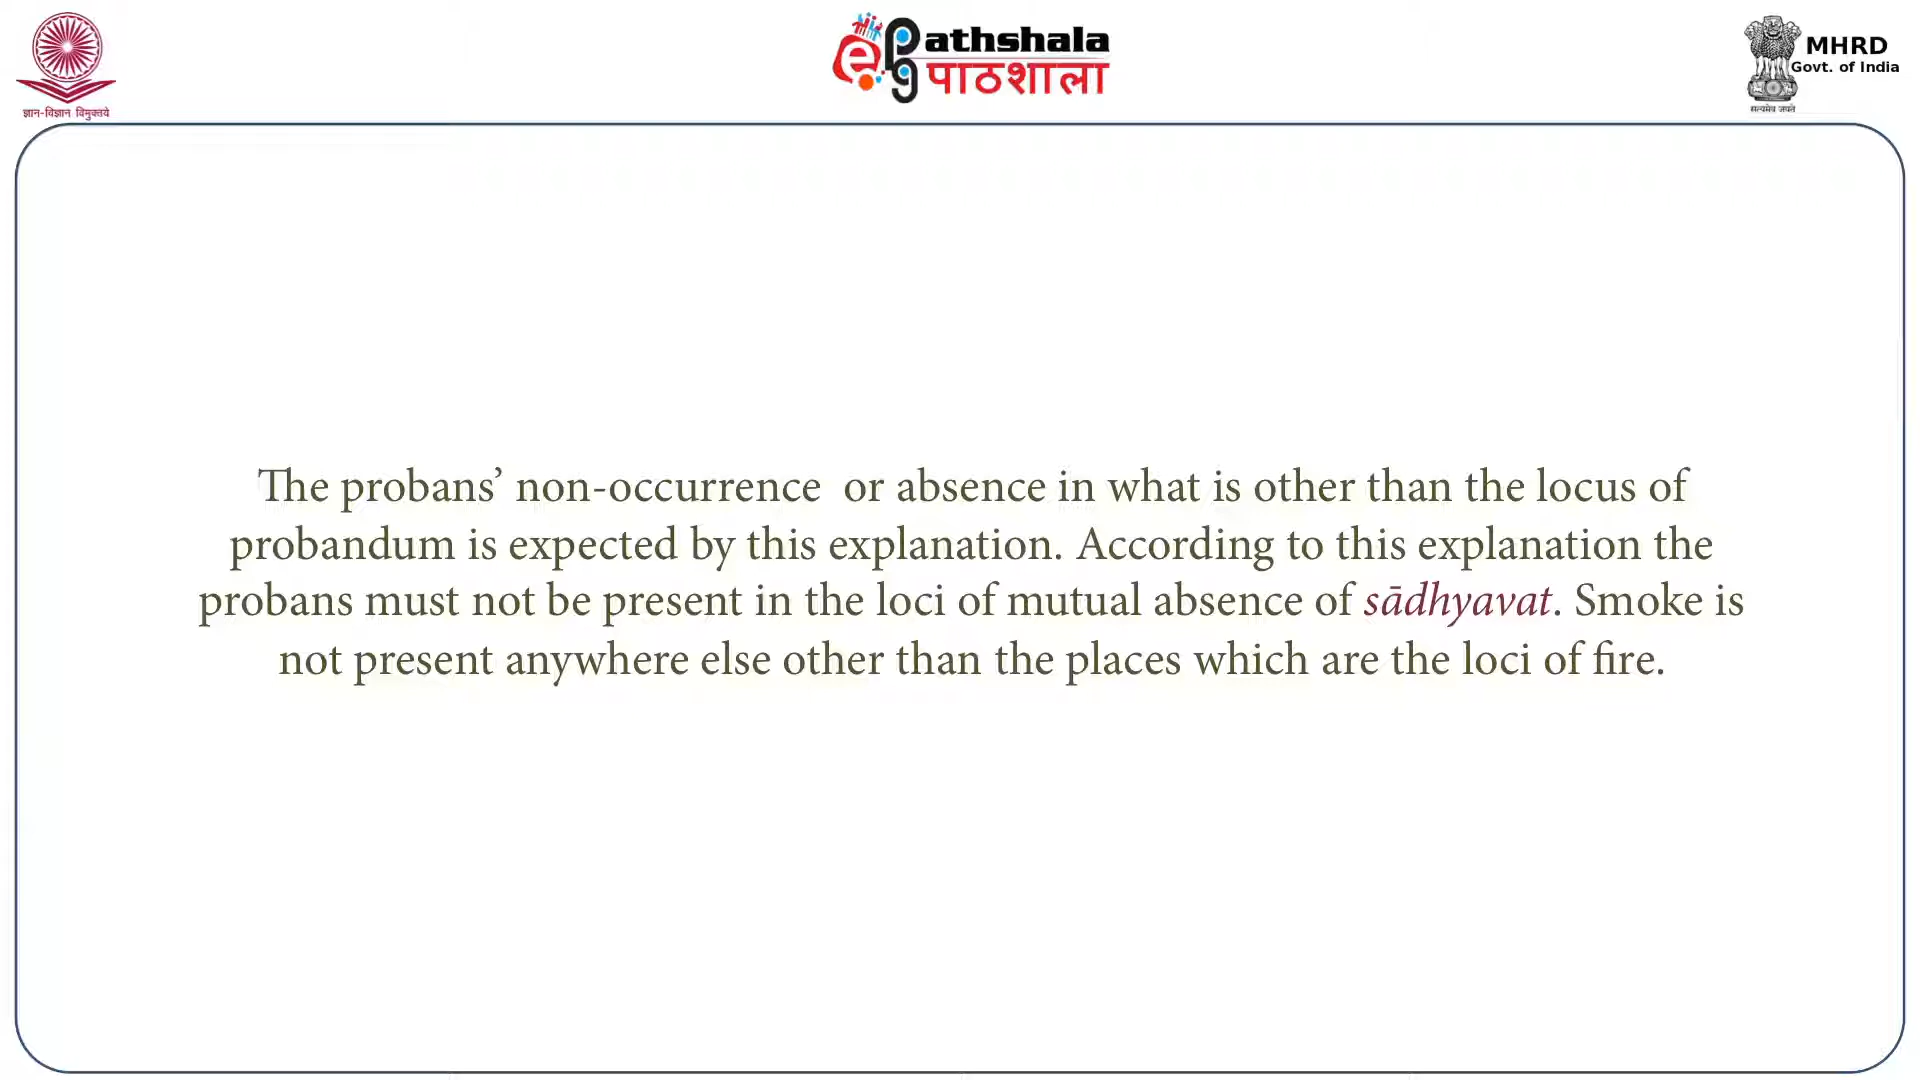 ज्ञान-विज्ञान विमुक्तये
ePG Pathshala
पाठशाला
MHRD
Govt. of India
सत्यमेव जयते
The probans’ non-occurrence or absence in what is other than the locus of
probandum is expected by this explanation. According to this explanation the
probans must not be present in the loci of mutual absence of sādhyavat. Smoke is
not present anywhere else other than the places which are the loci of fire.